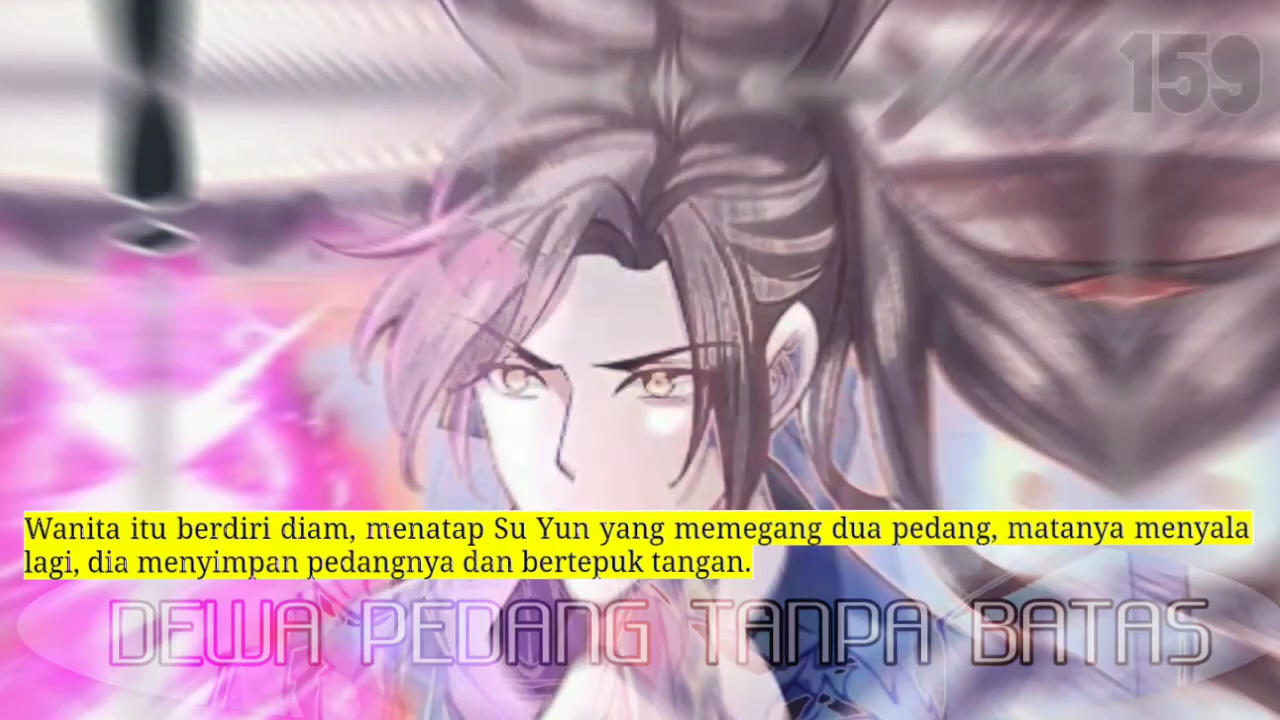 159
Wanita itu berdiri diam, menatap Su Yun yang memegang dua pedang, matanya menyala
lagi, dia menyimpan pedangnya dan bertepuk tangan.
DEWA PEDANG TANPA BATAS